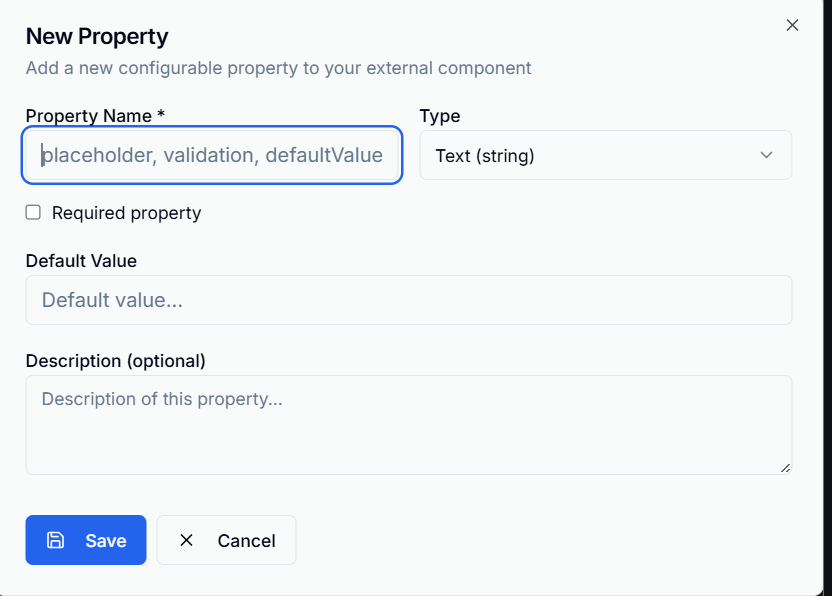 New Property
Add a new configurable property to your external component
Property Name *
Type
placeholder, validation, defaultValue
Text (string)
Required property
Default Value
Default value...
Description (optional)
Description of this property...
Save
Cancel